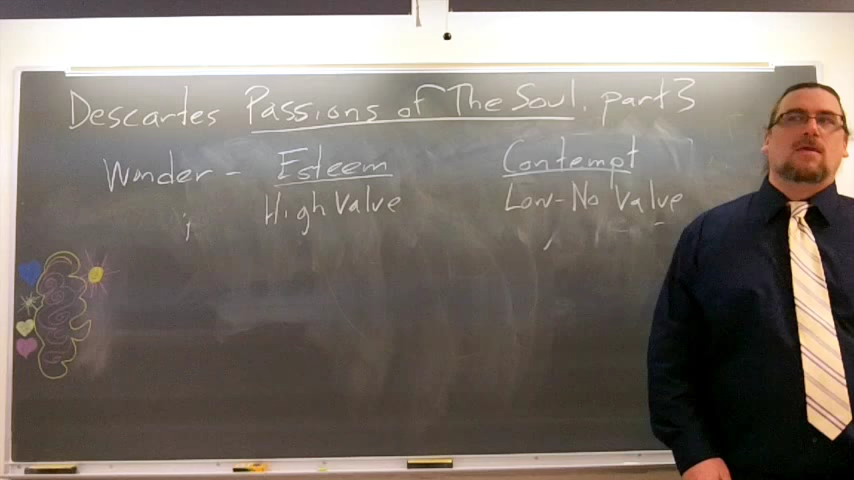 Descartes Passions of The Soul, part 3
Wonder - Esteem Contempt
High Value Low-No Value